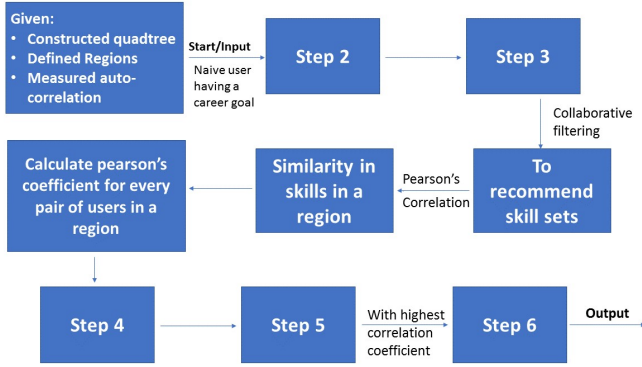 Given:
• Constructed quadtree
• Defined Regions
• Measured auto-
correlation
Start/Input
Naive user
having a
career goal
Step 2
Step 3
Collaborative
filtering
To
recommend
skill sets
Pearson's
Correlation
Similarity in
skills in a
region
Calculate pearson's
coefficient for every
pair of users in a
region
Step 4
Step 5
With highest
correlation
coefficient
Step 6
Output